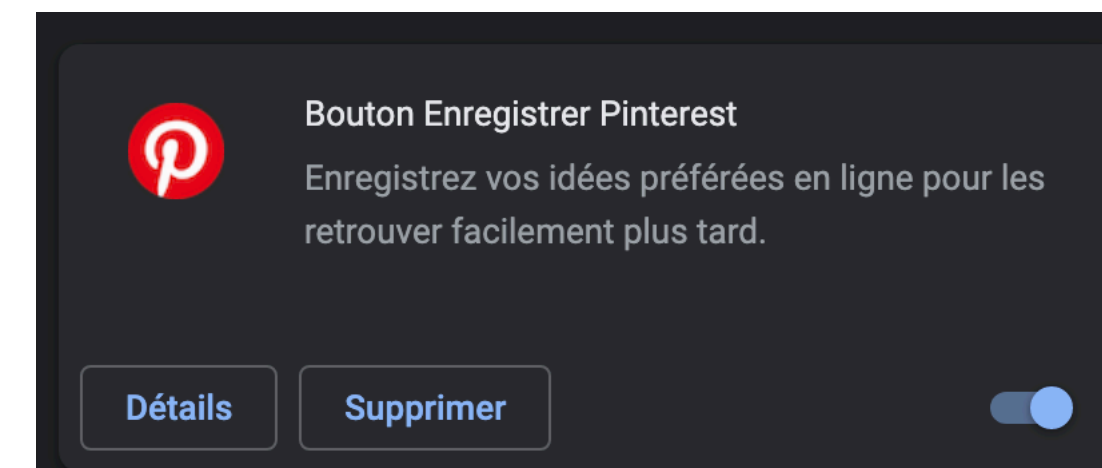 Bouton Enregistrer Pinterest
Enregistrez vos idées préférées en ligne pour les
retrouver facilement plus tard.
Détails
Supprimer